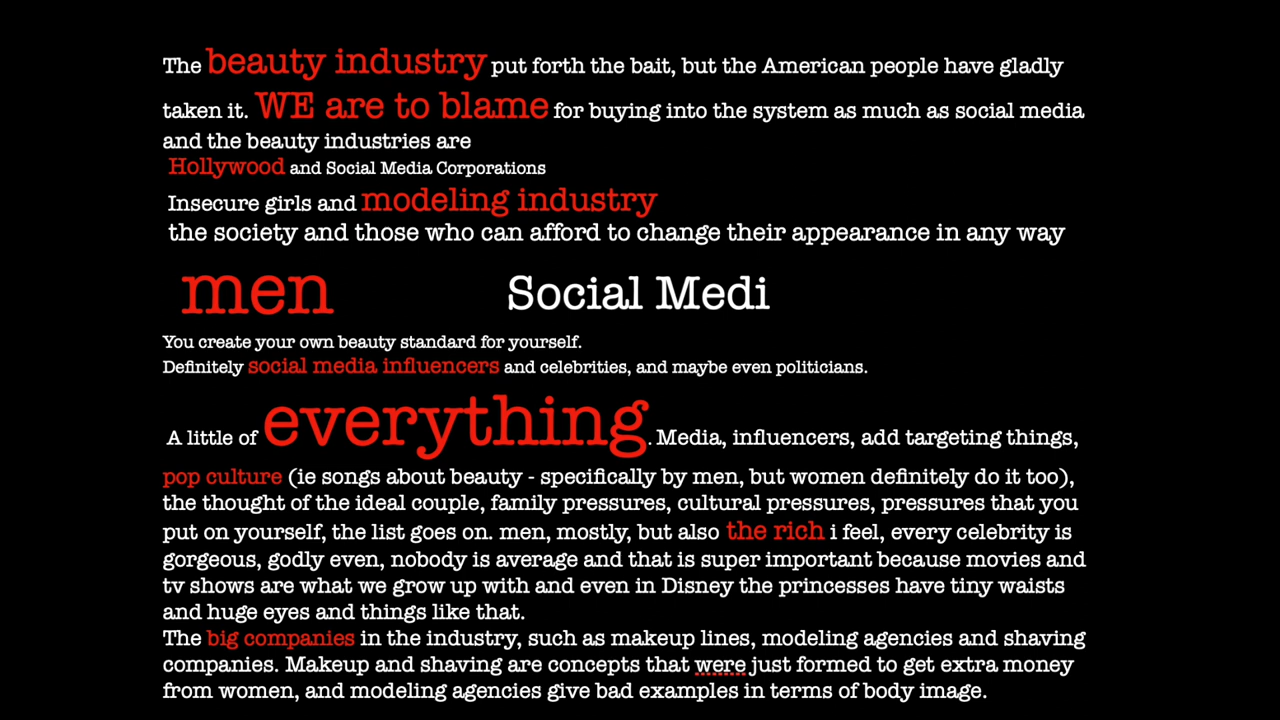 The beauty industry put forth the bait, but the American people have gladly
taken it. WE are to blame for buying into the system as much as social media
and the beauty industries are
Hollywood and Social Media Corporations
Insecure girls and modeling industry
the society and those who can afford to change their appearance in any way
men Social Medi
You create your own beauty standard for yourself.
Definitely social media influencers and celebrities, and maybe even politicians.
A little of everything. Media, influencers, add targeting things,
pop culture (ie songs about beauty - specifically by men, but women definitely do it too),
the thought of the ideal couple, family pressures, cultural pressures, pressures that you
put on yourself, the list goes on. men, mostly, but also the rich i feel, every celebrity is
gorgeous, godly even, nobody is average and that is super important because movies and
tv shows are what we grow up with and even in Disney the princesses have tiny waists
and huge eyes and things like that.
The big companies in the industry, such as makeup lines, modeling agencies and shaving
companies. Makeup and shaving are concepts that were just formed to get extra money
from women, and modeling agencies give bad examples in terms of body image.